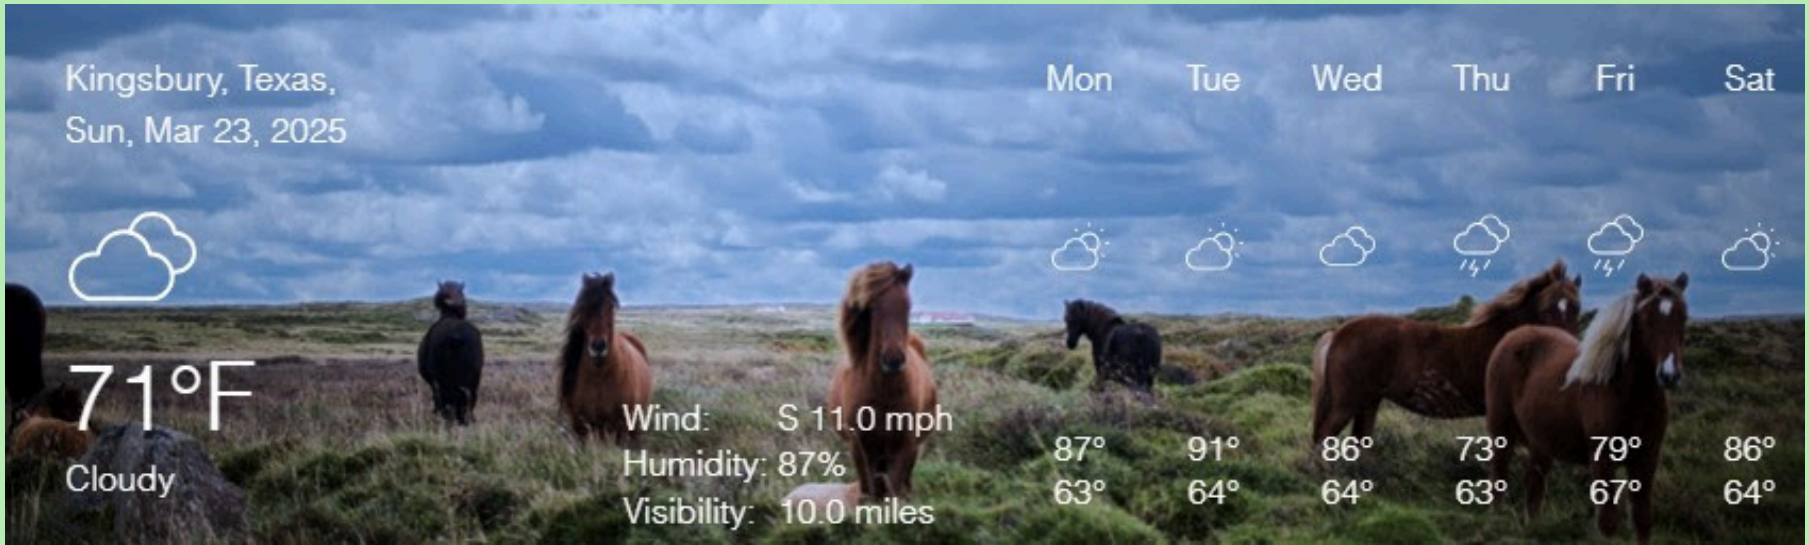 Kingsbury, Texas,
Sun, Mar 23, 2025
71°F
Cloudy
Wind: S 11.0 mph
Humidity: 87%
Visibility: 10.0 miles
Mon Tue Wed Thu Fri Sat
87° 91° 86° 73° 79° 86°
63° 64° 64° 63° 67° 64°